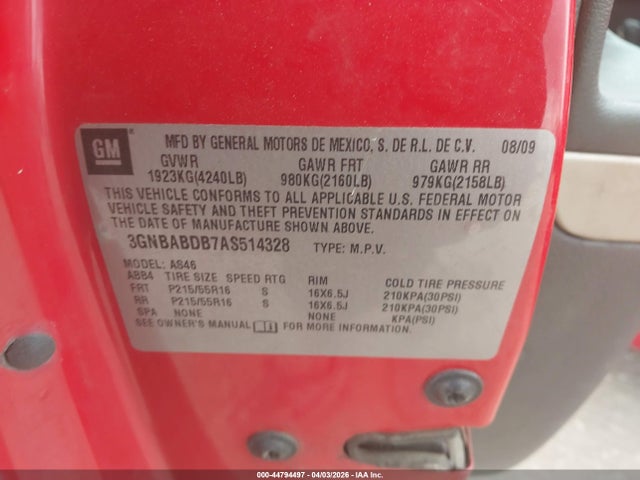 GM
MFD BY GENERAL MOTORS DE MEXICO, S. DE R.L. DE C.V. 08/09
GVWR GAWR FRT GAWR RR
1923KG(4240LB) 980KG(2160LB) 979KG(2158LB)
THIS VEHICLE CONFORMS TO ALL APPLICABLE U.S. FEDERAL MOTOR
VEHICLE SAFETY AND THEFT PREVENTION STANDARDS IN EFFECT ON
THE DATE OF MANUFACTURE SHOWN ABOVE.
3GNBABDB7AS514328 TYPE: M.P.V.
MODEL: AS46
ABB4 TIRE SIZE SPEED RTG RIM COLD TIRE PRESSURE
FRT P215/55R16 S 16X6.5J 210KPA(30PSI)
RR P215/55R16 S 16X6.5J 210KPA(30PSI)
SPA NONE NONE KPA(PSI)
SEE OWNER'S MANUAL FOR MORE INFORMATION.
000-44794497 04/03/2026 IAAI.COM